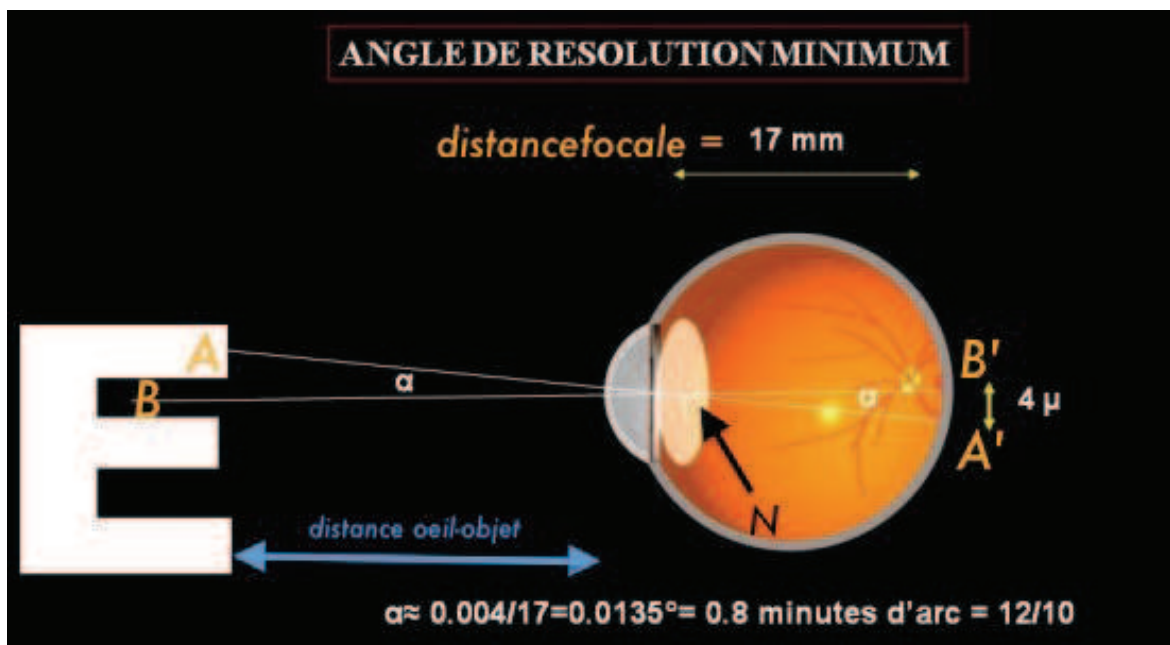 ANGLE DE RESOLUTION MINIMUM
distancefocale = 17 mm
A
α
B
α
B'
4 μ
A'
N
distance oeil-objet
α≈ 0.004/17=0.0135°= 0.8 minutes d'arc = 12/10